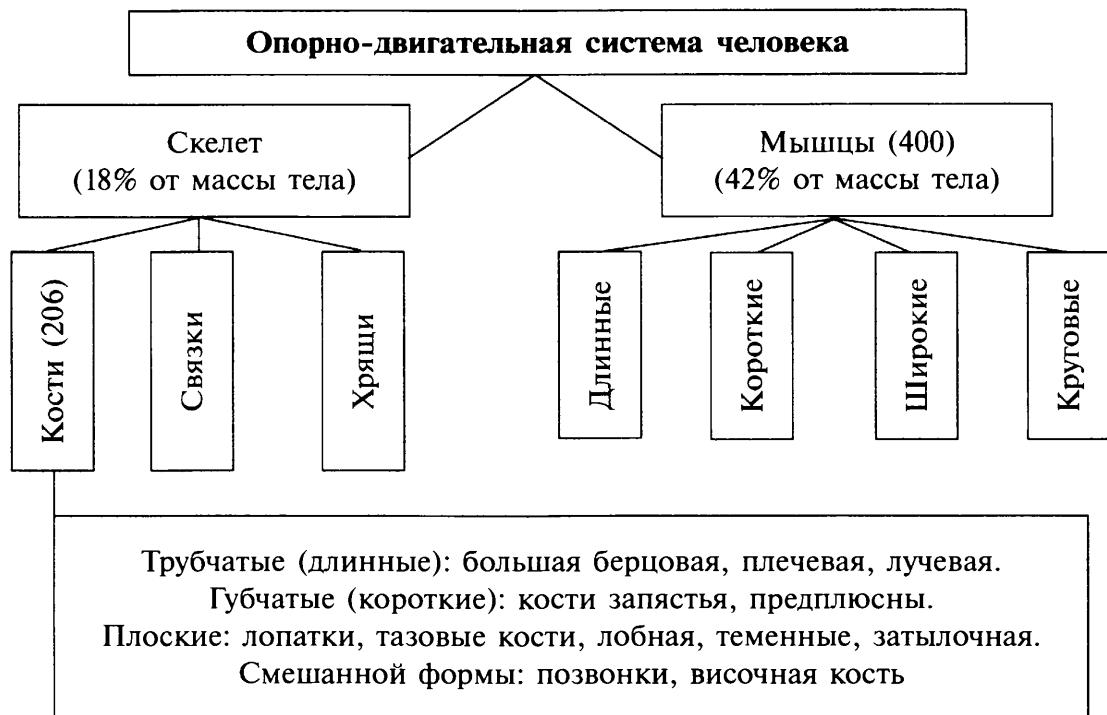 Опорно-двигательная система человека
Скелет
(18% от массы тела)
Мышцы (400)
(42% от массы тела)
Кости (206)
Связки
Хрящи
Длинные
Короткие
Широкие
Круговые
Трубчатые (длинные): большая берцовая, плечевая, лучевая.
Губчатые (короткие): кости запястья, предплюсны.
Плоские: лопатки, тазовые кости, лобная, теменные, затылочная.
Смешанной формы: позвонки, височная кость